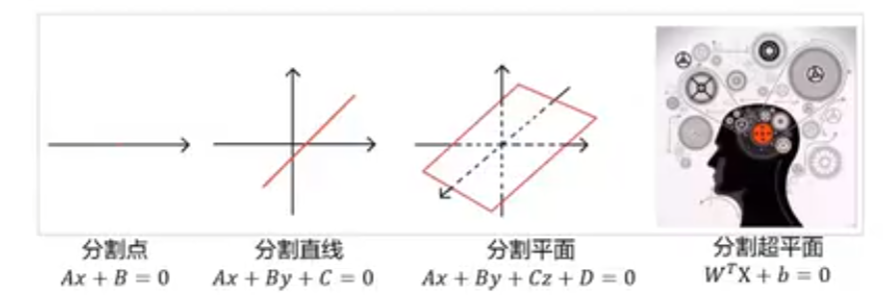 分割点
Ax + B = 0
分割直线
Ax + By + C = 0
分割平面
Ax + By + Cz + D = 0
分割超平面
WᵀX + b = 0